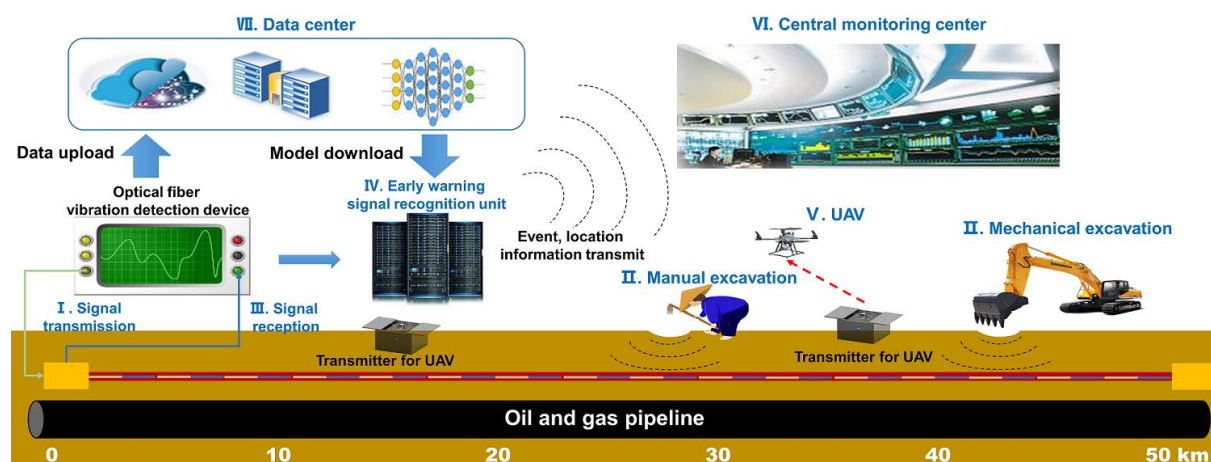 Ⅶ. Data center
Ⅵ. Central monitoring center
Data upload
Model download
Optical fiber
vibration detection device
Ⅳ. Early warning
signal recognition unit
Event, location
information transmit
Ⅴ. UAV
Ⅱ. Mechanical excavation
Ⅱ. Manual excavation
Ⅰ. Signal
transmission
Ⅲ. Signal
reception
Transmitter for UAV
Transmitter for UAV
Oil and gas pipeline
0 10 20 30 40 50 km